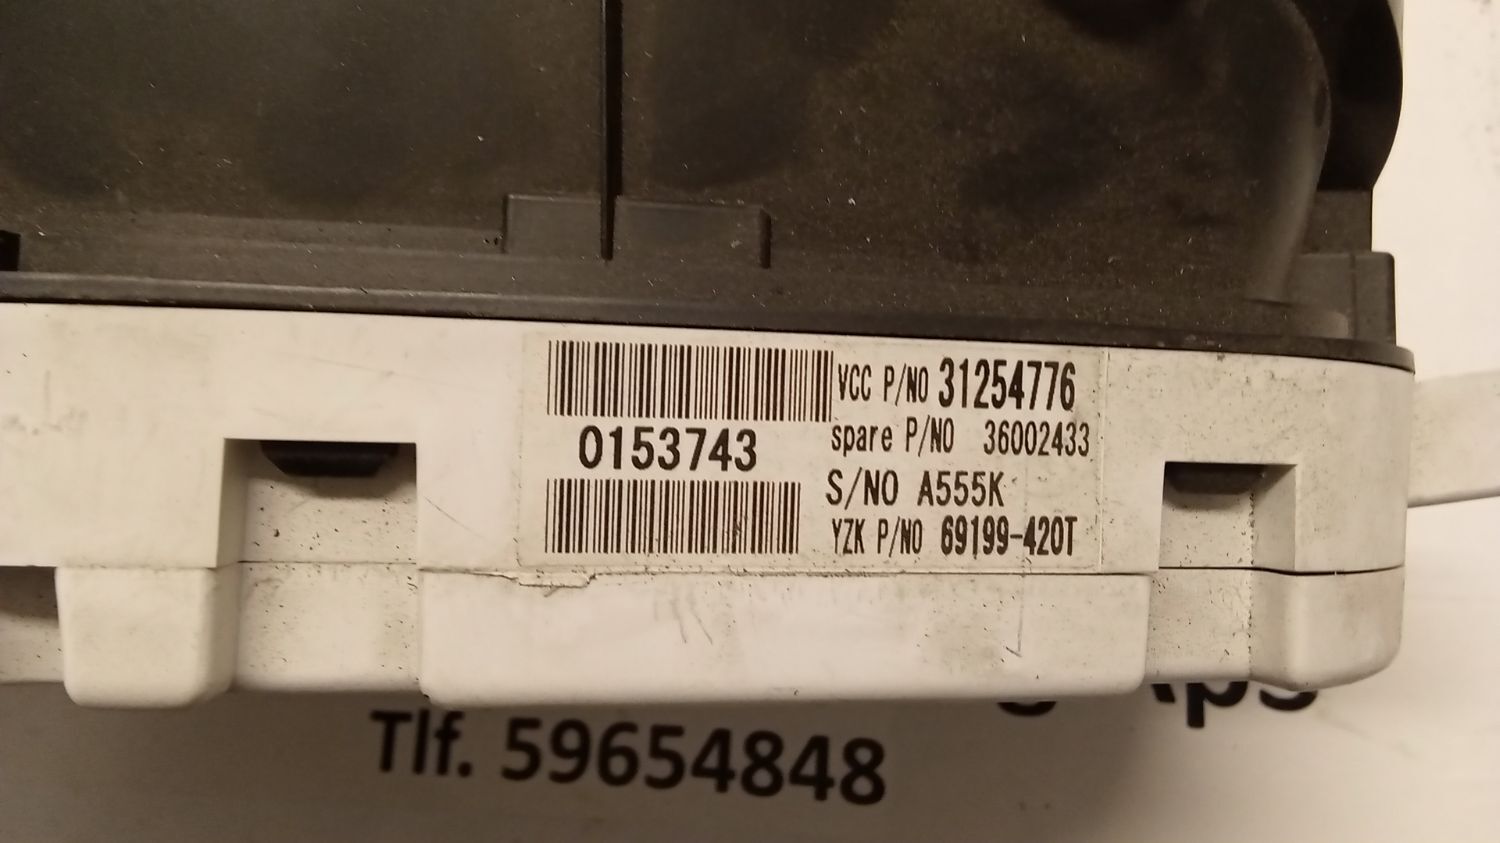 VCC P/NO 31254776
0153743
spare P/NO 36002433
S/NO A555K
YZK P/NO 69199-420T
Tlf. 59654848